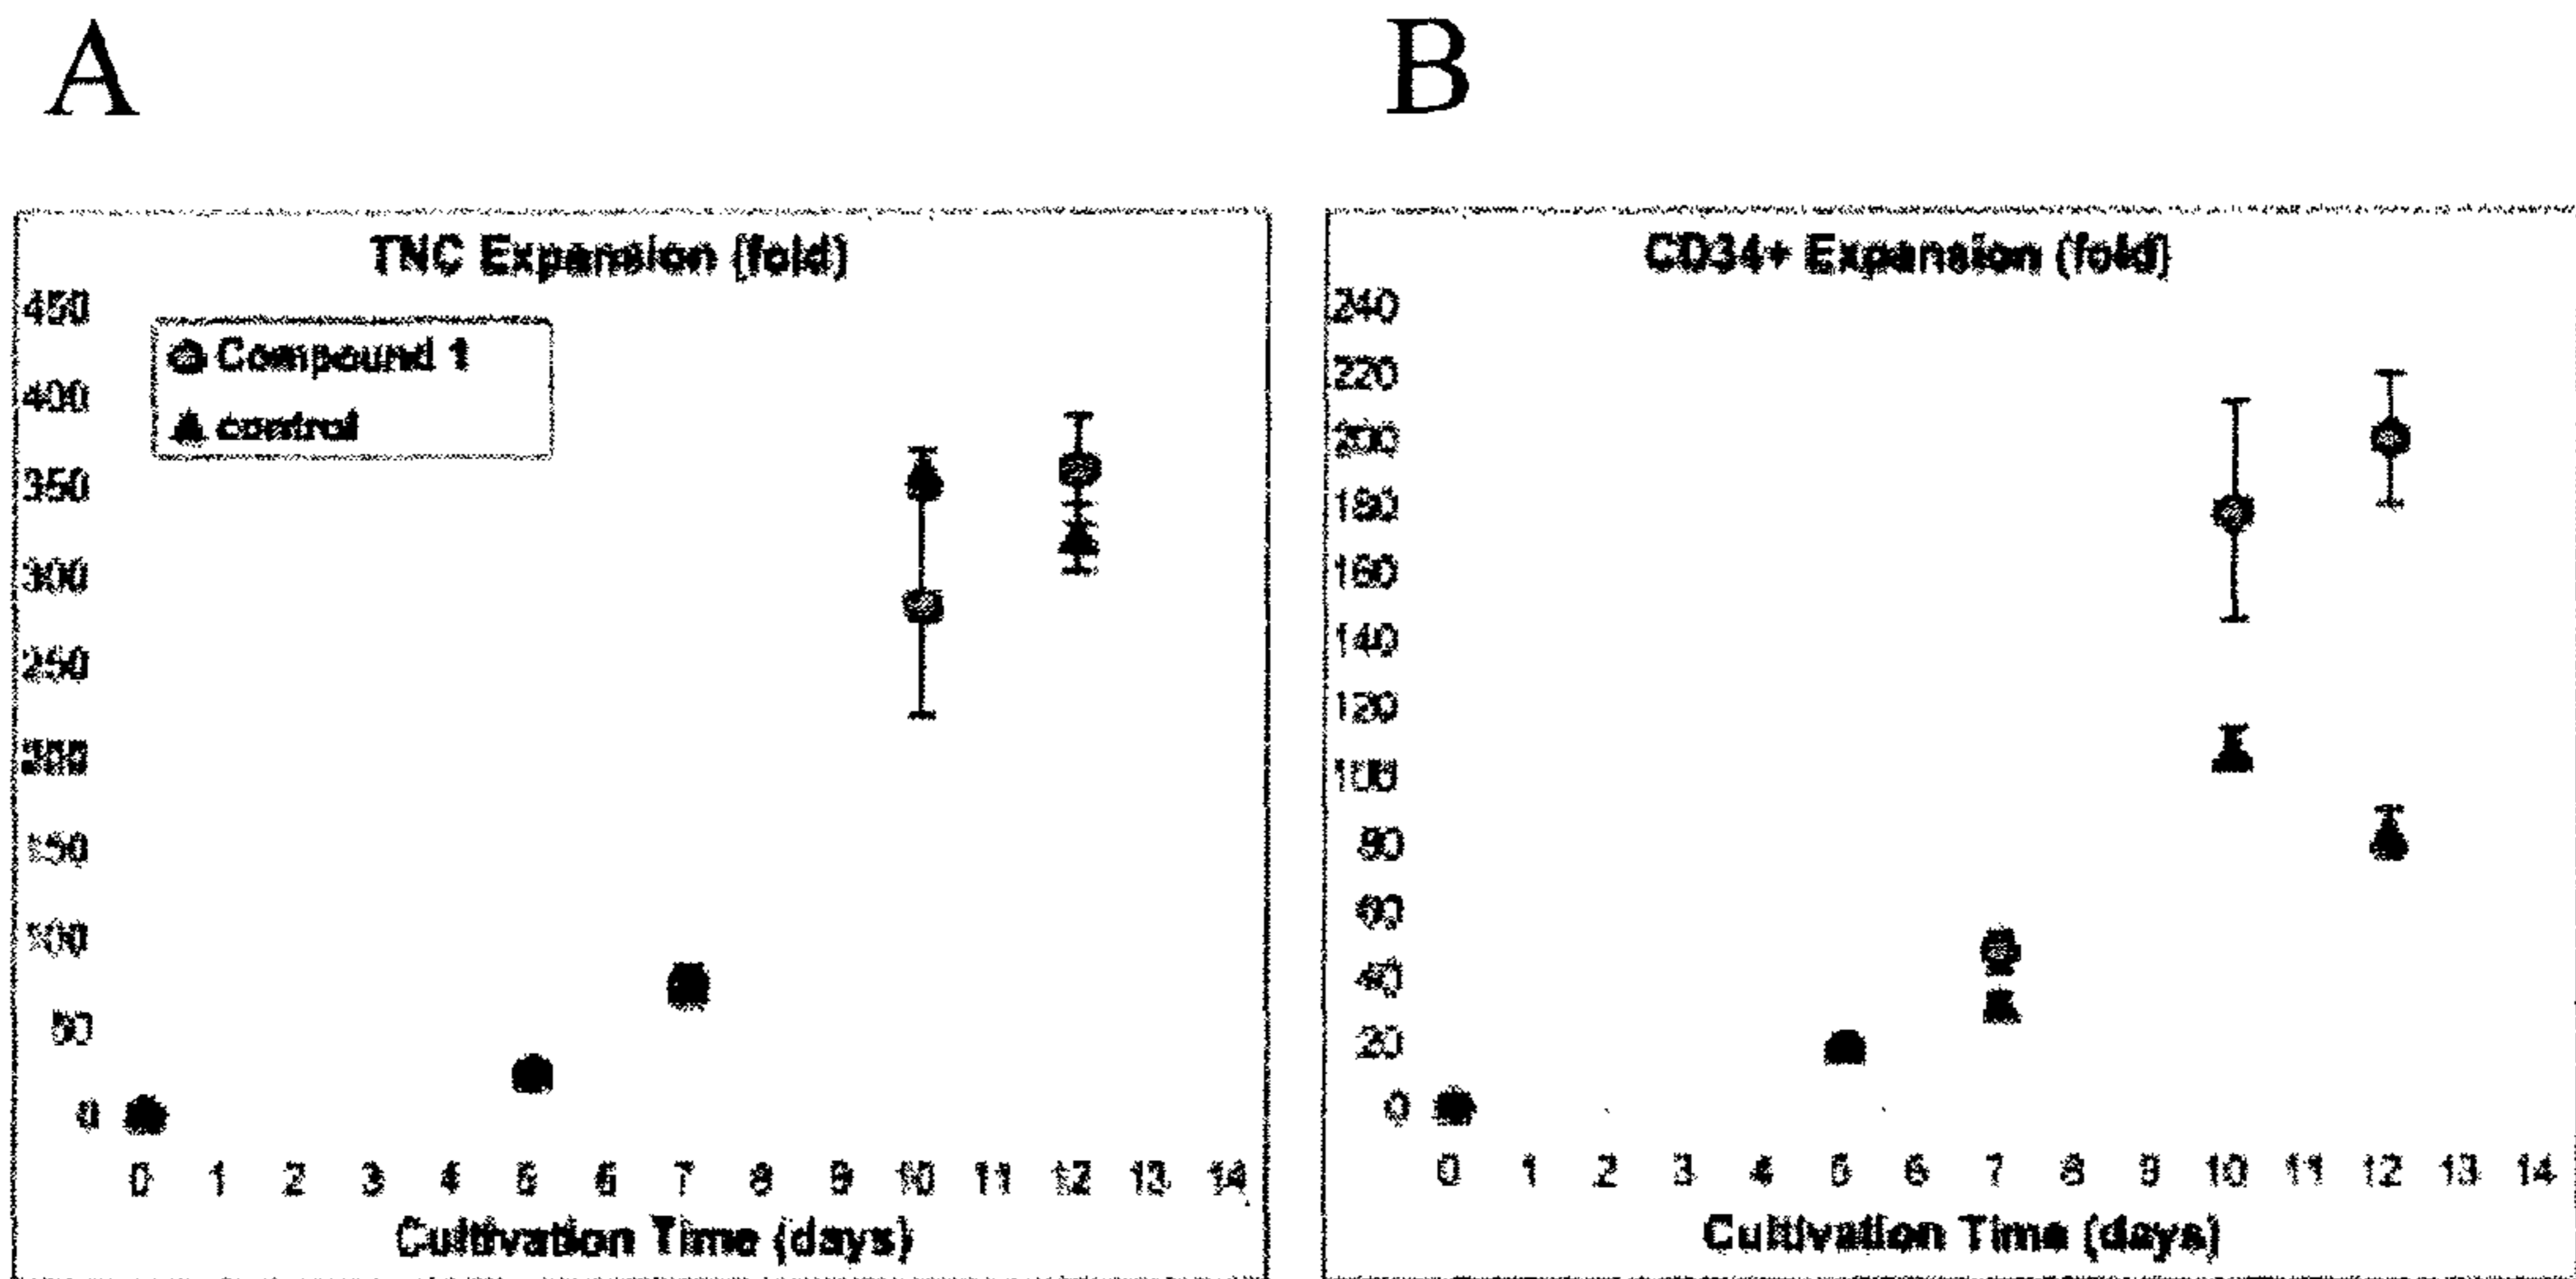 A
B
TNC Expansion (fold)
450
Compound 1
400
control
350
300
250
200
150
100
50
0
0 1 2 3 4 5 6 7 8 9 10 11 12 13 14
Cultivation Time (days)
CD34+ Expansion (fold)
240
220
200
180
160
140
120
100
80
60
40
20
0
0 1 2 3 4 5 6 7 8 9 10 11 12 13 14
Cultivation Time (days)